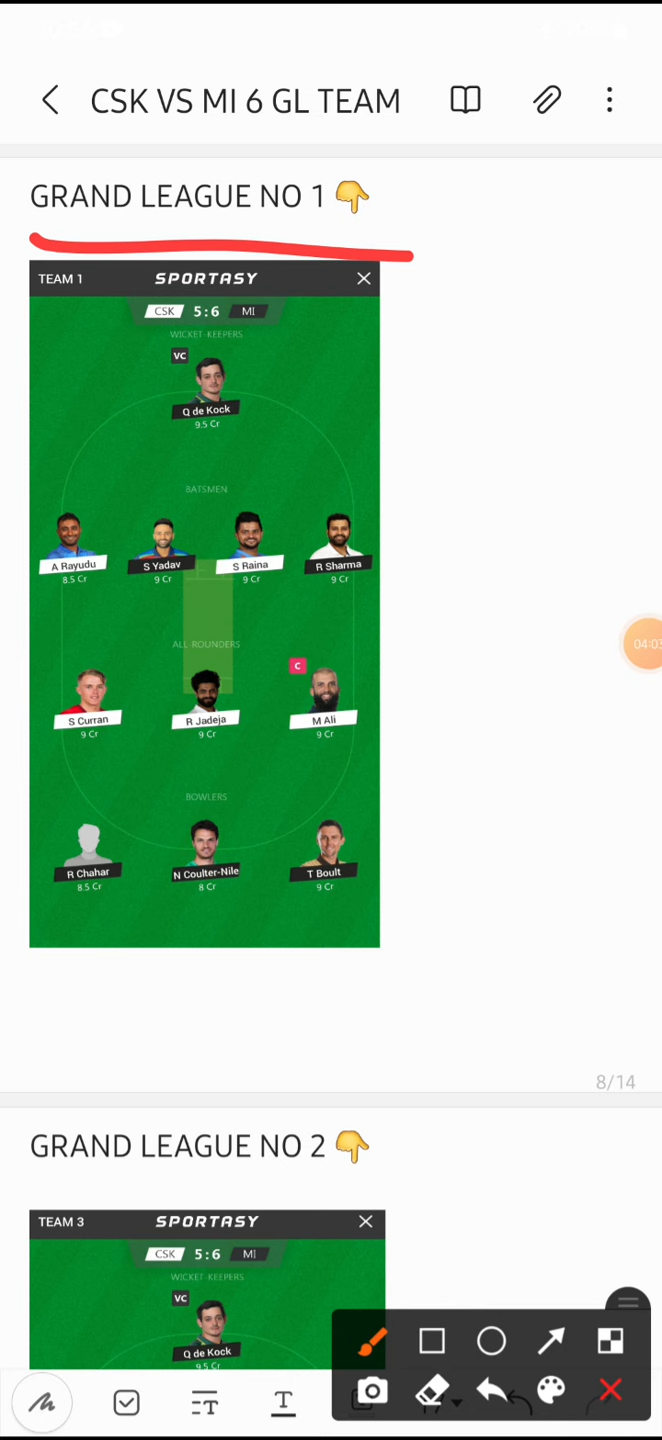 CSK VS MI 6 GL TEAM
GRAND LEAGUE NO 1 👇
TEAM 1 SPORTASY
CSK 5:6 MI
WICKET-KEEPERS
VC
Q de Kock
9.5 Cr
BATSMEN
A Rayudu S Yadav S Raina R Sharma
8.5 Cr 9 Cr 9 Cr 9 Cr
ALL ROUNDERS
C
S Curran R Jadeja M Ali
9 Cr 9 Cr 9 Cr
BOWLERS
R Chahar N Coulter-Nile T Boult
8.5 Cr 8 Cr 9 Cr
8/14
GRAND LEAGUE NO 2 👇
TEAM 3 SPORTASY
CSK 5:6 MI
WICKET-KEEPERS
VC
Q de Kock
9.5 Cr